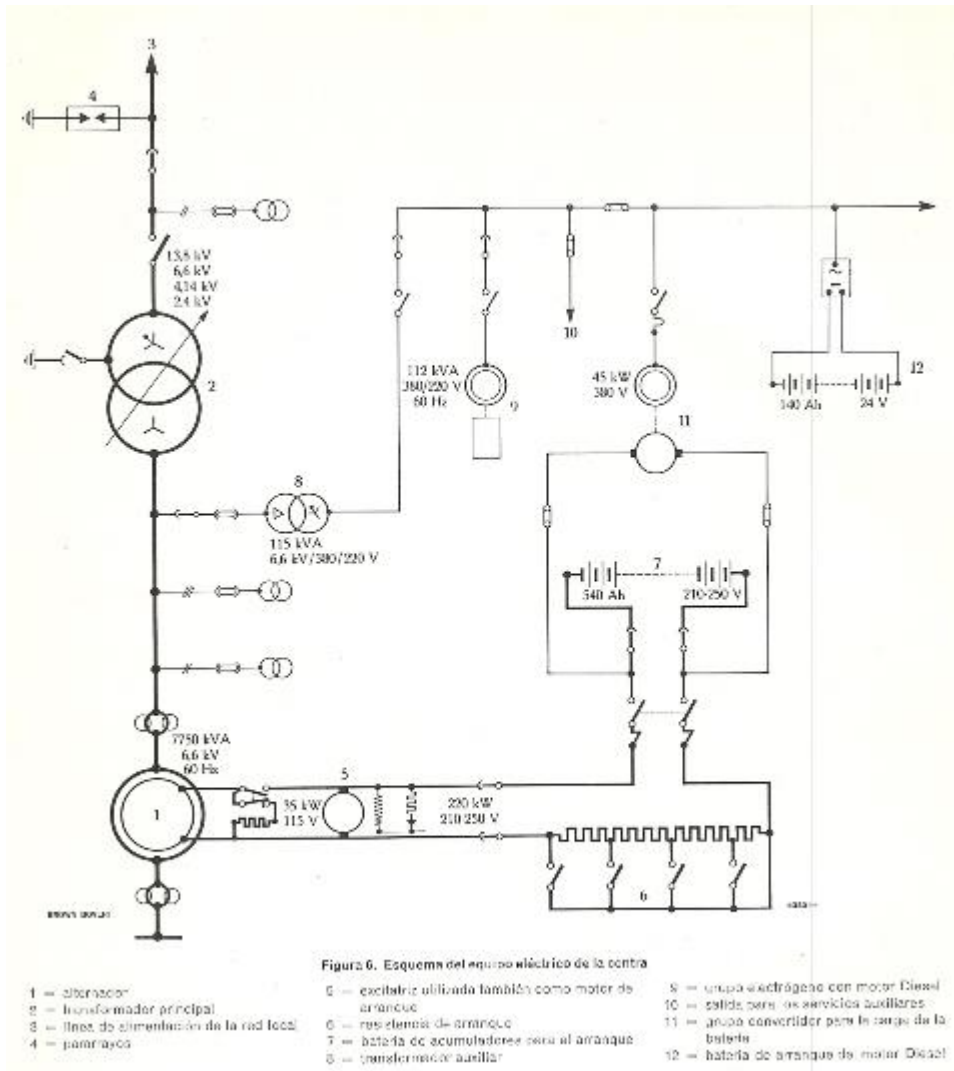 3
4
13,8 kV
6,6 kV
4,14 kV
2,4 kV
2
10
112 kVA
380/220 V
60 Hz
9
45 kW
380 V
11
12
140 Ah
24 V
8
115 kVA
6,6 kV/380/220 V
7
540 Ah
210-250 V
7750 kVA
6,6 kV
60 Hz
1
5
35 kW
115 V
220 kW
210-250 V
6
BROWN BOVERI
Figura 6. Esquema del equipo eléctrico de la centra
1 = alternador
2 = transformador principal
3 = línea de alimentación de la red local
4 = pararrayos
5 = excitatriz utilizada también como motor de
arranque
6 = resistencia de arranque
7 = batería de acumuladores para el arranque
8 = transformador auxiliar
9 = grupo electrógeno con motor Diesel
10 = salida para los servicios auxiliares
11 = grupo convertidor para la carga de la
batería
12 = batería de arranque de motor Diesel